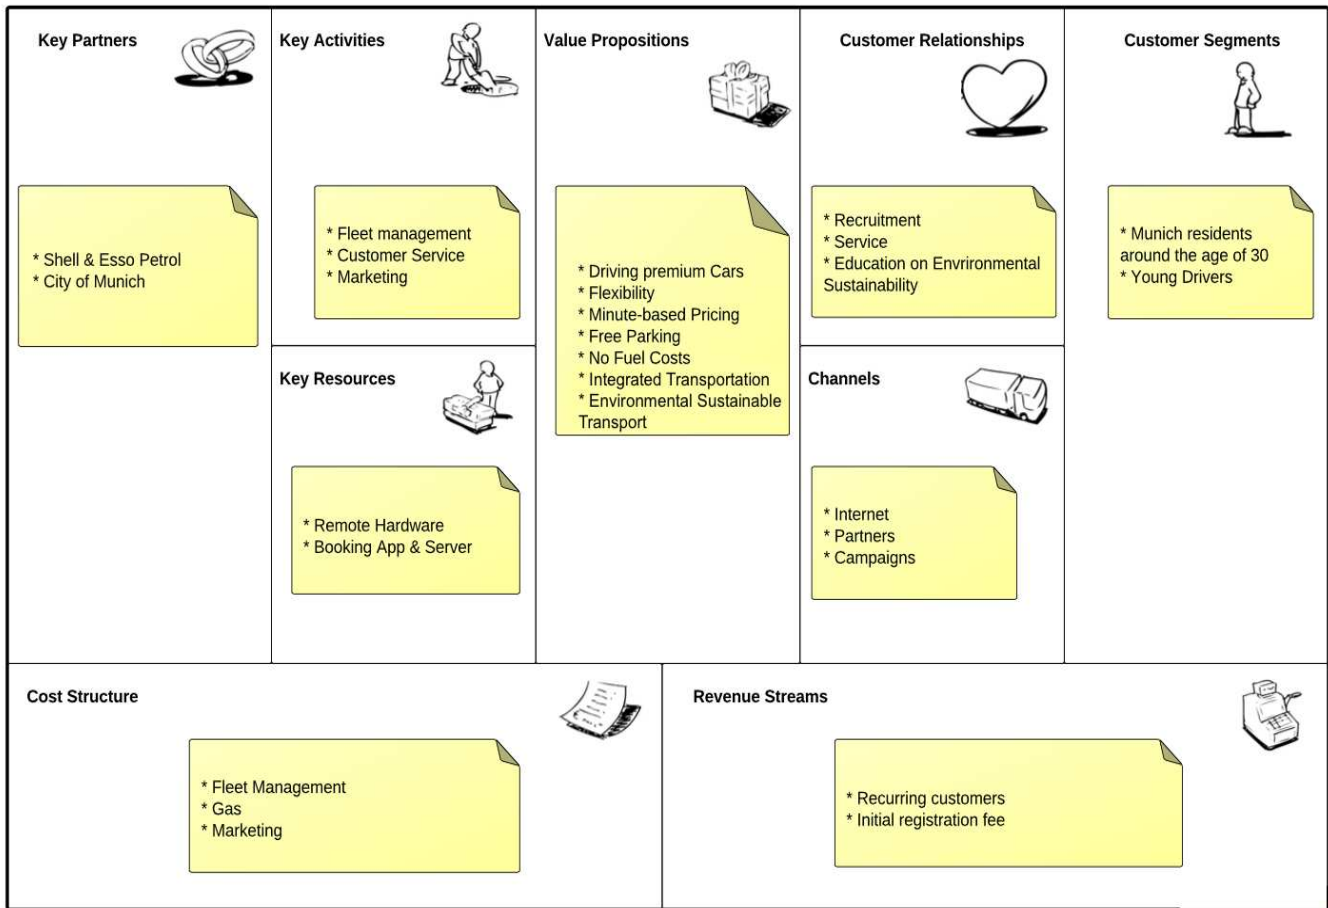 Key Partners
* Shell & Esso Petrol
* City of Munich
Key Activities
* Fleet management
* Customer Service
* Marketing
Key Resources
* Remote Hardware
* Booking App & Server
Value Propositions
* Driving premium Cars
* Flexibility
* Minute-based Pricing
* Free Parking
* No Fuel Costs
* Integrated Transportation
* Environmental Sustainable
Transport
Customer Relationships
* Recruitment
* Service
* Education on Envrironmental
Sustainability
Channels
* Internet
* Partners
* Campaigns
Customer Segments
* Munich residents
around the age of 30
* Young Drivers
Cost Structure
* Fleet Management
* Gas
* Marketing
Revenue Streams
* Recurring customers
* Initial registration fee